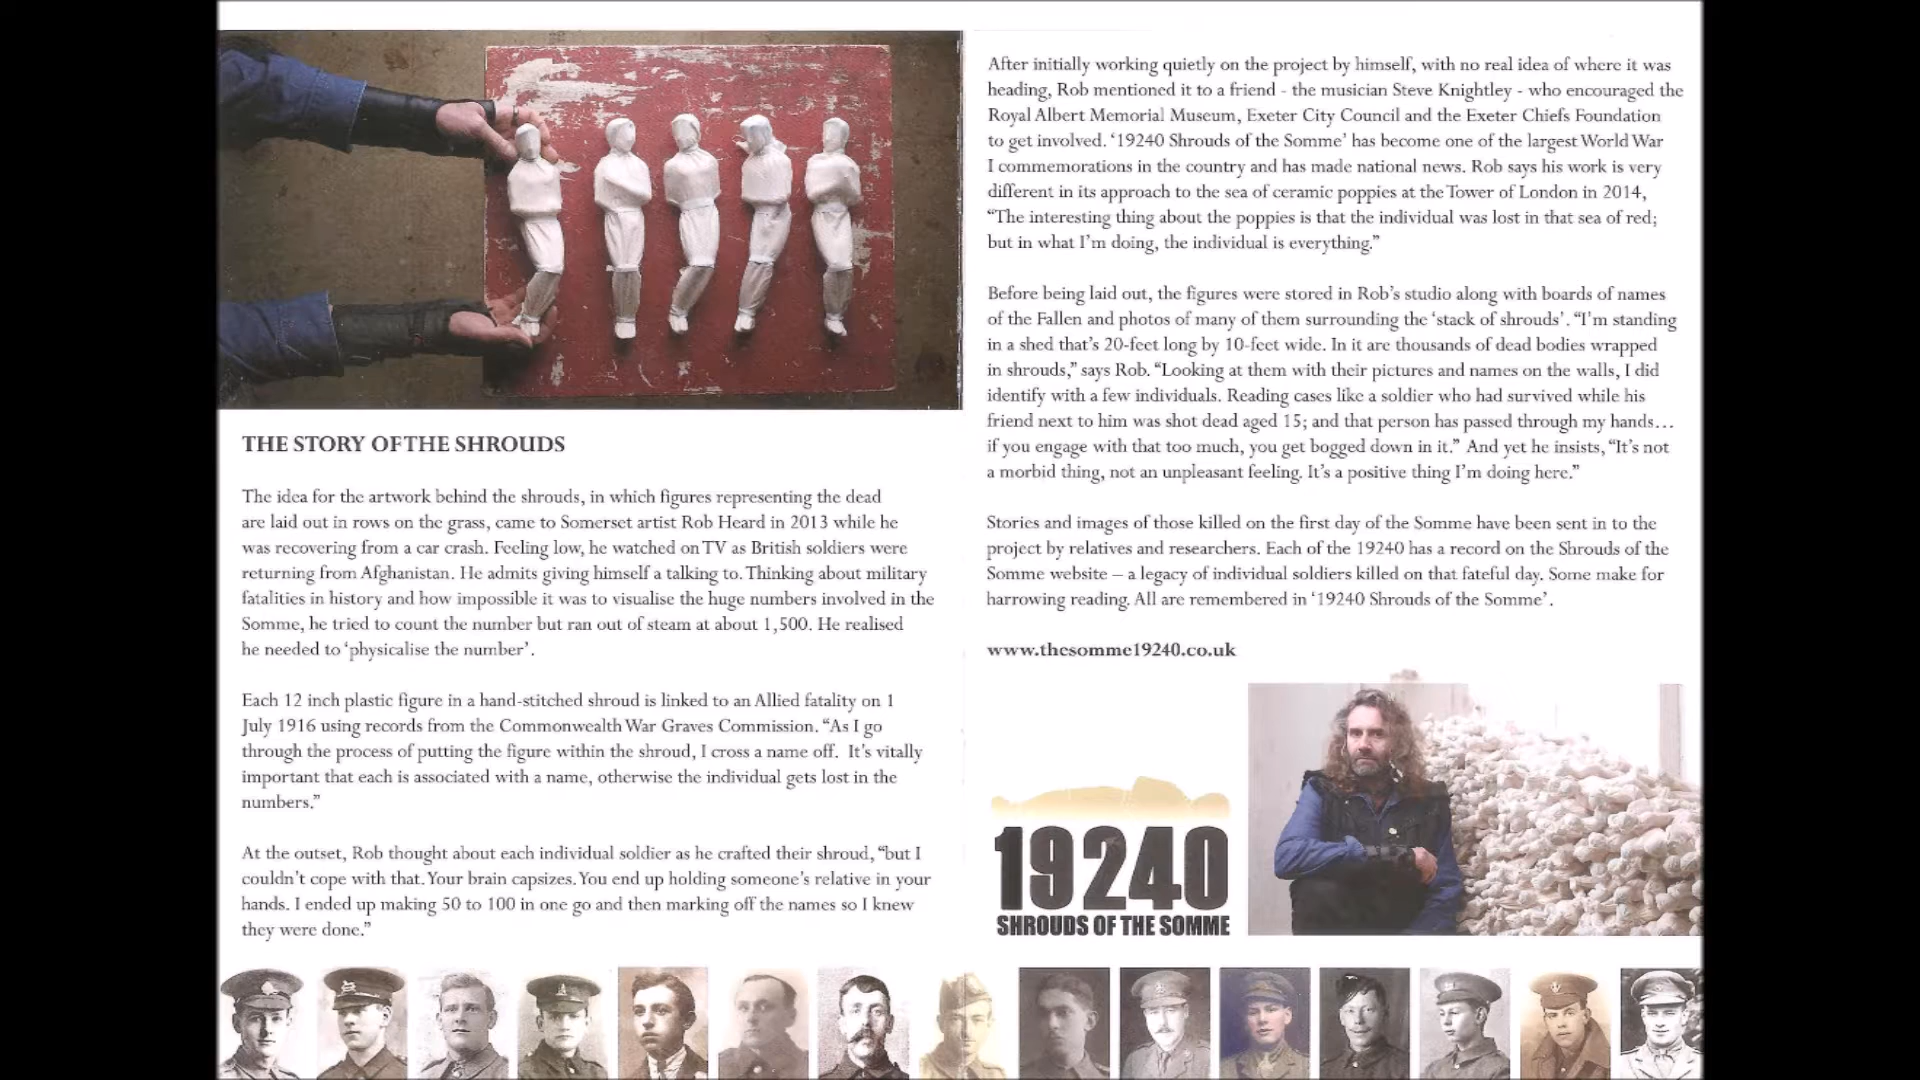 THE STORY OF THE SHROUDS
The idea for the artwork behind the shrouds, in which figures representing the dead
are laid out in rows on the grass, came to Somerset artist Rob Heard in 2013 while he
was recovering from a car crash. Feeling low, he watched on TV as British soldiers were
returning from Afghanistan. He admits giving himself a talking to. Thinking about military
fatalities in history and how impossible it was to visualise the huge numbers involved in the
Somme, he tried to count the number but ran out of steam at about 1,500. He realised
he needed to ‘physicalise the number’.
Each 12 inch plastic figure in a hand-stitched shroud is linked to an Allied fatality on 1
July 1916 using records from the Commonwealth War Graves Commission. “As I go
through the process of putting the figure within the shroud, I cross a name off. It’s vitally
important that each is associated with a name, otherwise the individual gets lost in the
numbers.”
At the outset, Rob thought about each individual soldier as he crafted their shroud, “but I
couldn’t cope with that. Your brain capsizes. You end up holding someone’s relative in your
hands. I ended up making 50 to 100 in one go and then marking off the names so I knew
they were done.”
After initially working quietly on the project by himself, with no real idea of where it was
heading, Rob mentioned it to a friend - the musician Steve Knightley - who encouraged the
Royal Albert Memorial Museum, Exeter City Council and the Exeter Chiefs Foundation
to get involved. ‘19240 Shrouds of the Somme’ has become one of the largest World War
I commemorations in the country and has made national news. Rob says his work is very
different in its approach to the sea of ceramic poppies at the Tower of London in 2014,
“The interesting thing about the poppies is that the individual was lost in that sea of red;
but in what I’m doing, the individual is everything.”
Before being laid out, the figures were stored in Rob’s studio along with boards of names
of the Fallen and photos of many of them surrounding the ‘stack of shrouds’. “I’m standing
in a shed that’s 20-feet long by 10-feet wide. In it are thousands of dead bodies wrapped
in shrouds,” says Rob. “Looking at them with their pictures and names on the walls, I did
identify with a few individuals. Reading cases like a soldier who had survived while his
friend next to him was shot dead aged 15; and that person has passed through my hands…
if you engage with that too much, you get bogged down in it.” And yet he insists, “It’s not
a morbid thing, not an unpleasant feeling. It’s a positive thing I’m doing here.”
Stories and images of those killed on the first day of the Somme have been sent in to the
project by relatives and researchers. Each of the 19240 has a record on the Shrouds of the
Somme website – a legacy of individual soldiers killed on that fateful day. Some make for
harrowing reading. All are remembered in ‘19240 Shrouds of the Somme’.
www.thesomme19240.co.uk
19240
SHROUDS OF THE SOMME